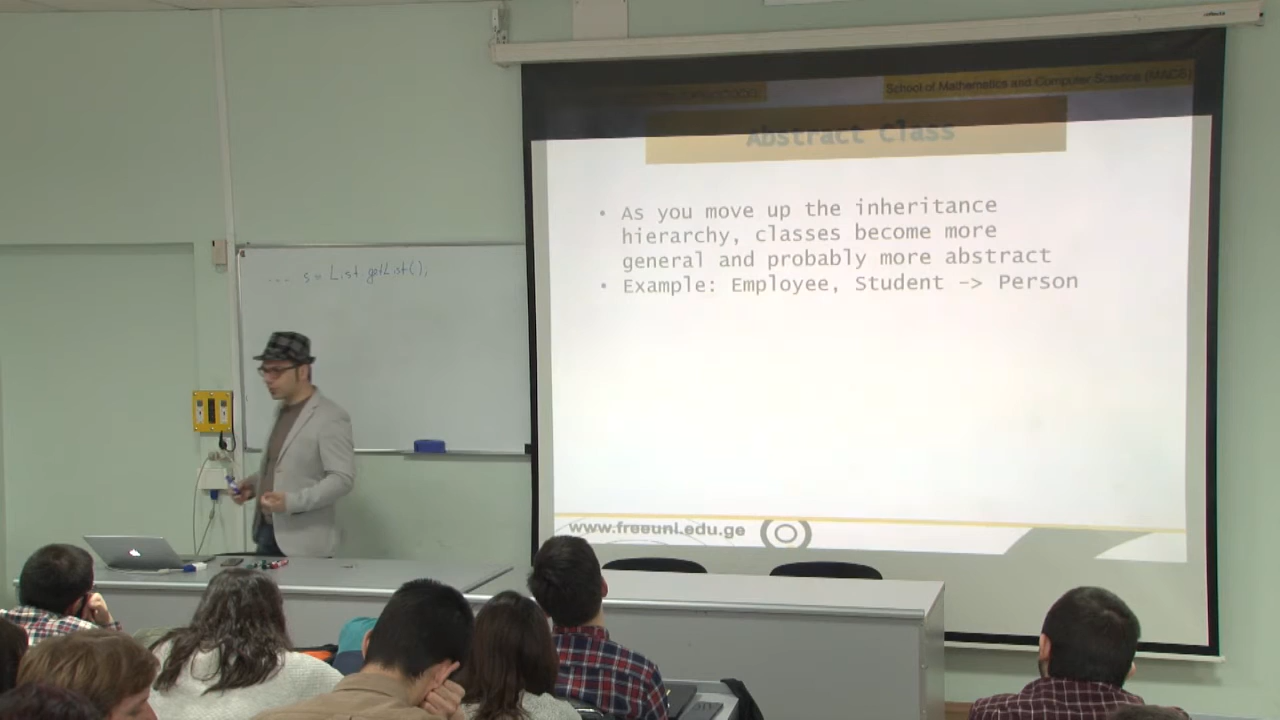 School of Mathematics and Computer Science (MACS)
Abstract Class
• As you move up the inheritance
hierarchy, classes become more
general and probably more abstract
• Example: Employee, Student -> Person
www.freeuni.edu.ge
... s = List getList();